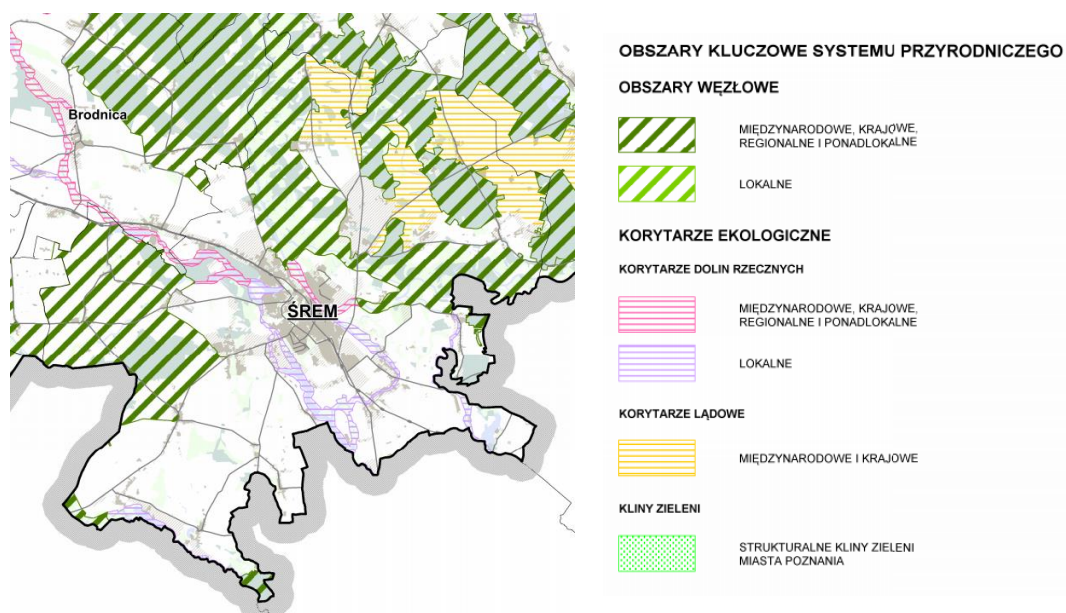 Brodnica
ŚREM
OBSZARY KLUCZOWE SYSTEMU PRZYRODNICZEGO
OBSZARY WĘZŁOWE
MIĘDZYNARODOWE, KRAJOWE,
REGIONALNE I PONADLOKALNE
LOKALNE
KORYTARZE EKOLOGICZNE
KORYTARZE DOLIN RZECZNYCH
MIĘDZYNARODOWE, KRAJOWE,
REGIONALNE I PONADLOKALNE
LOKALNE
KORYTARZE LĄDOWE
MIĘDZYNARODOWE I KRAJOWE
KLINY ZIELENI
STRUKTURALNE KLINY ZIELENI
MIASTA POZNANIA